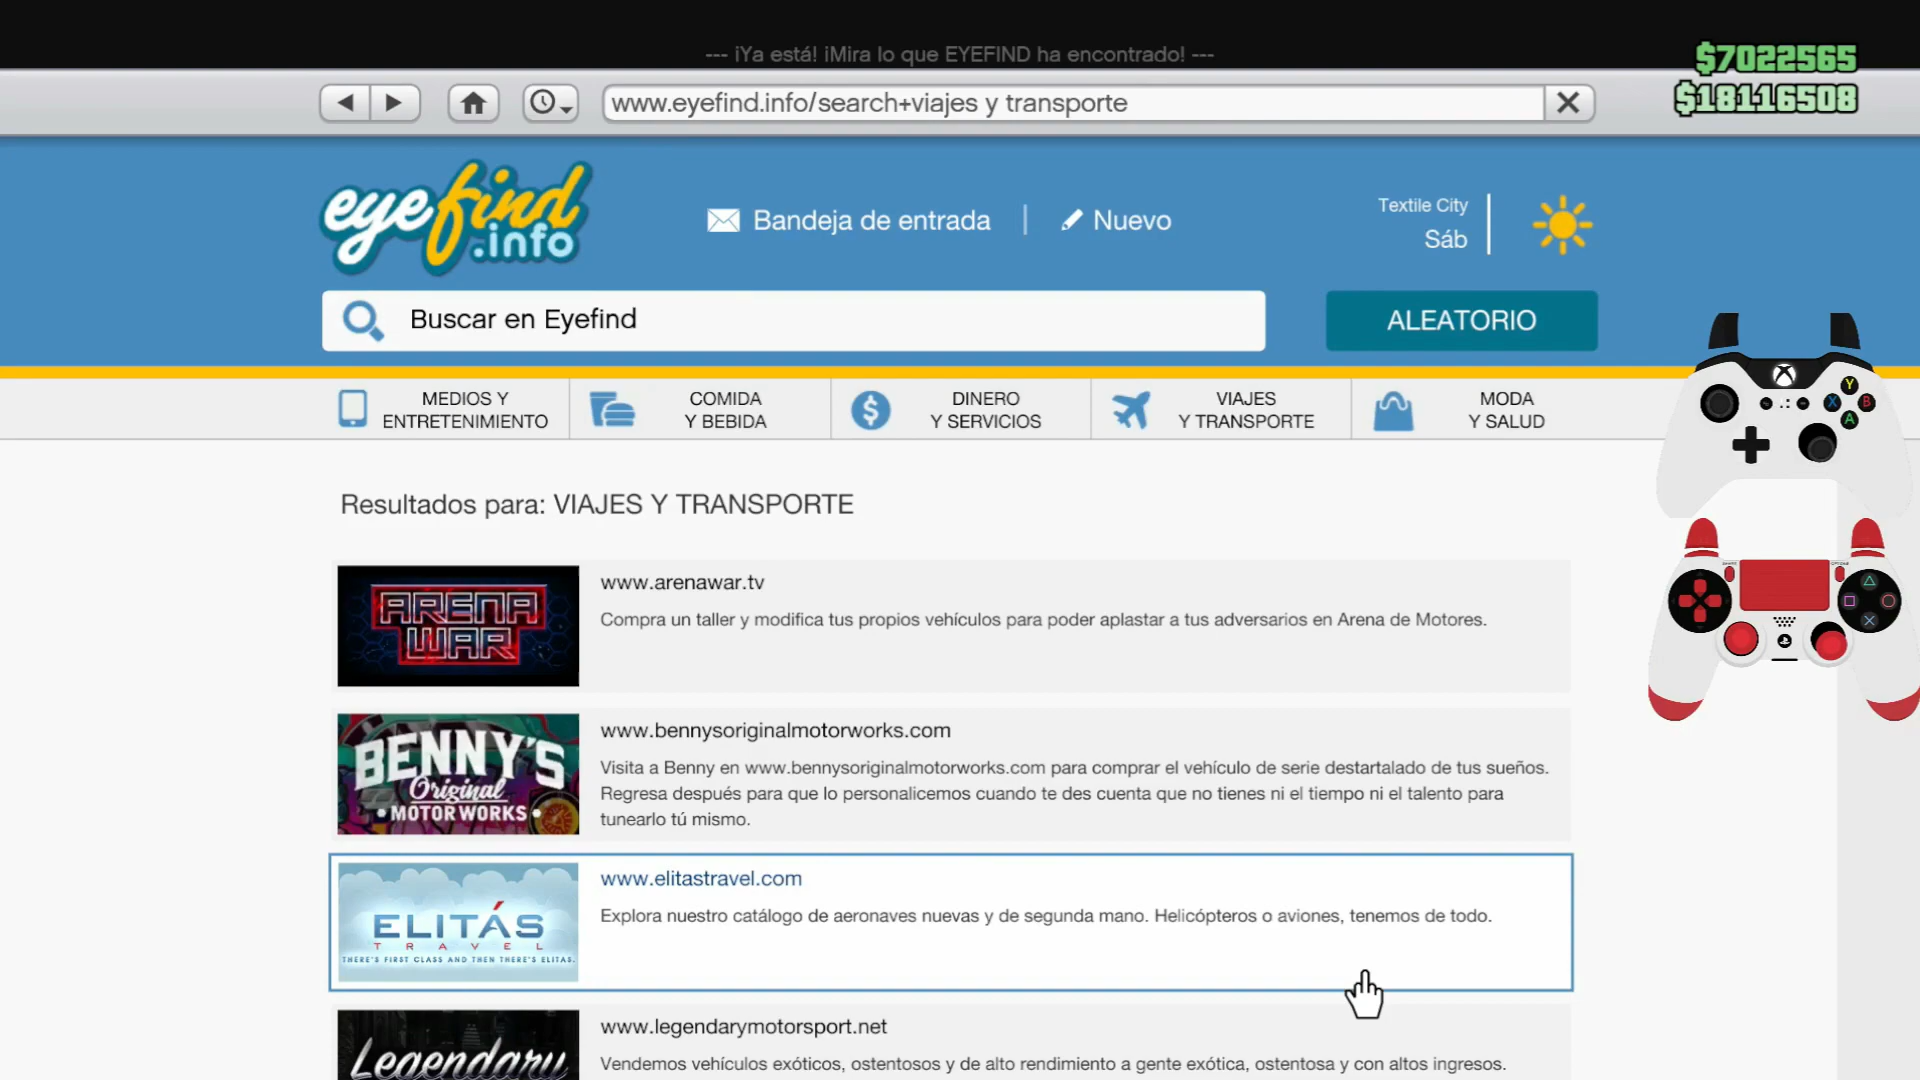 --- ¡Ya está! ¡Mira lo que EYEFIND ha encontrado! ---
$7022565
$18116508
www.eyefind.info/search+viajes y transporte
eyefind
.info
Bandeja de entrada
Nuevo
Textile City
Sáb
Buscar en Eyefind
ALEATORIO
MEDIOS Y
ENTRETENIMIENTO
COMIDA
Y BEBIDA
DINERO
Y SERVICIOS
VIAJES
Y TRANSPORTE
MODA
Y SALUD
Y
X
B
A
Resultados para: VIAJES Y TRANSPORTE
ARENA
WAR
www.arenawar.tv
Compra un taller y modifica tus propios vehículos para poder aplastar a tus adversarios en Arena de Motores.
BENNY'S
Original
MOTOR WORKS
www.bennysoriginalmotorworks.com
Visita a Benny en www.bennysoriginalmotorworks.com para comprar el vehículo de serie destartalado de tus sueños.
Regresa después para que lo personalicemos cuando te des cuenta que no tienes ni el tiempo ni el talento para
tunearlo tú mismo.
ELITÁS
TRAVEL
THERE'S FIRST CLASS AND THEN THERE'S ELITAS.
www.elitastravel.com
Explora nuestro catálogo de aeronaves nuevas y de segunda mano. Helicópteros o aviones, tenemos de todo.
Legendary
www.legendarymotorsport.net
Vendemos vehículos exóticos, ostentosos y de alto rendimiento a gente exótica, ostentosa y con altos ingresos.